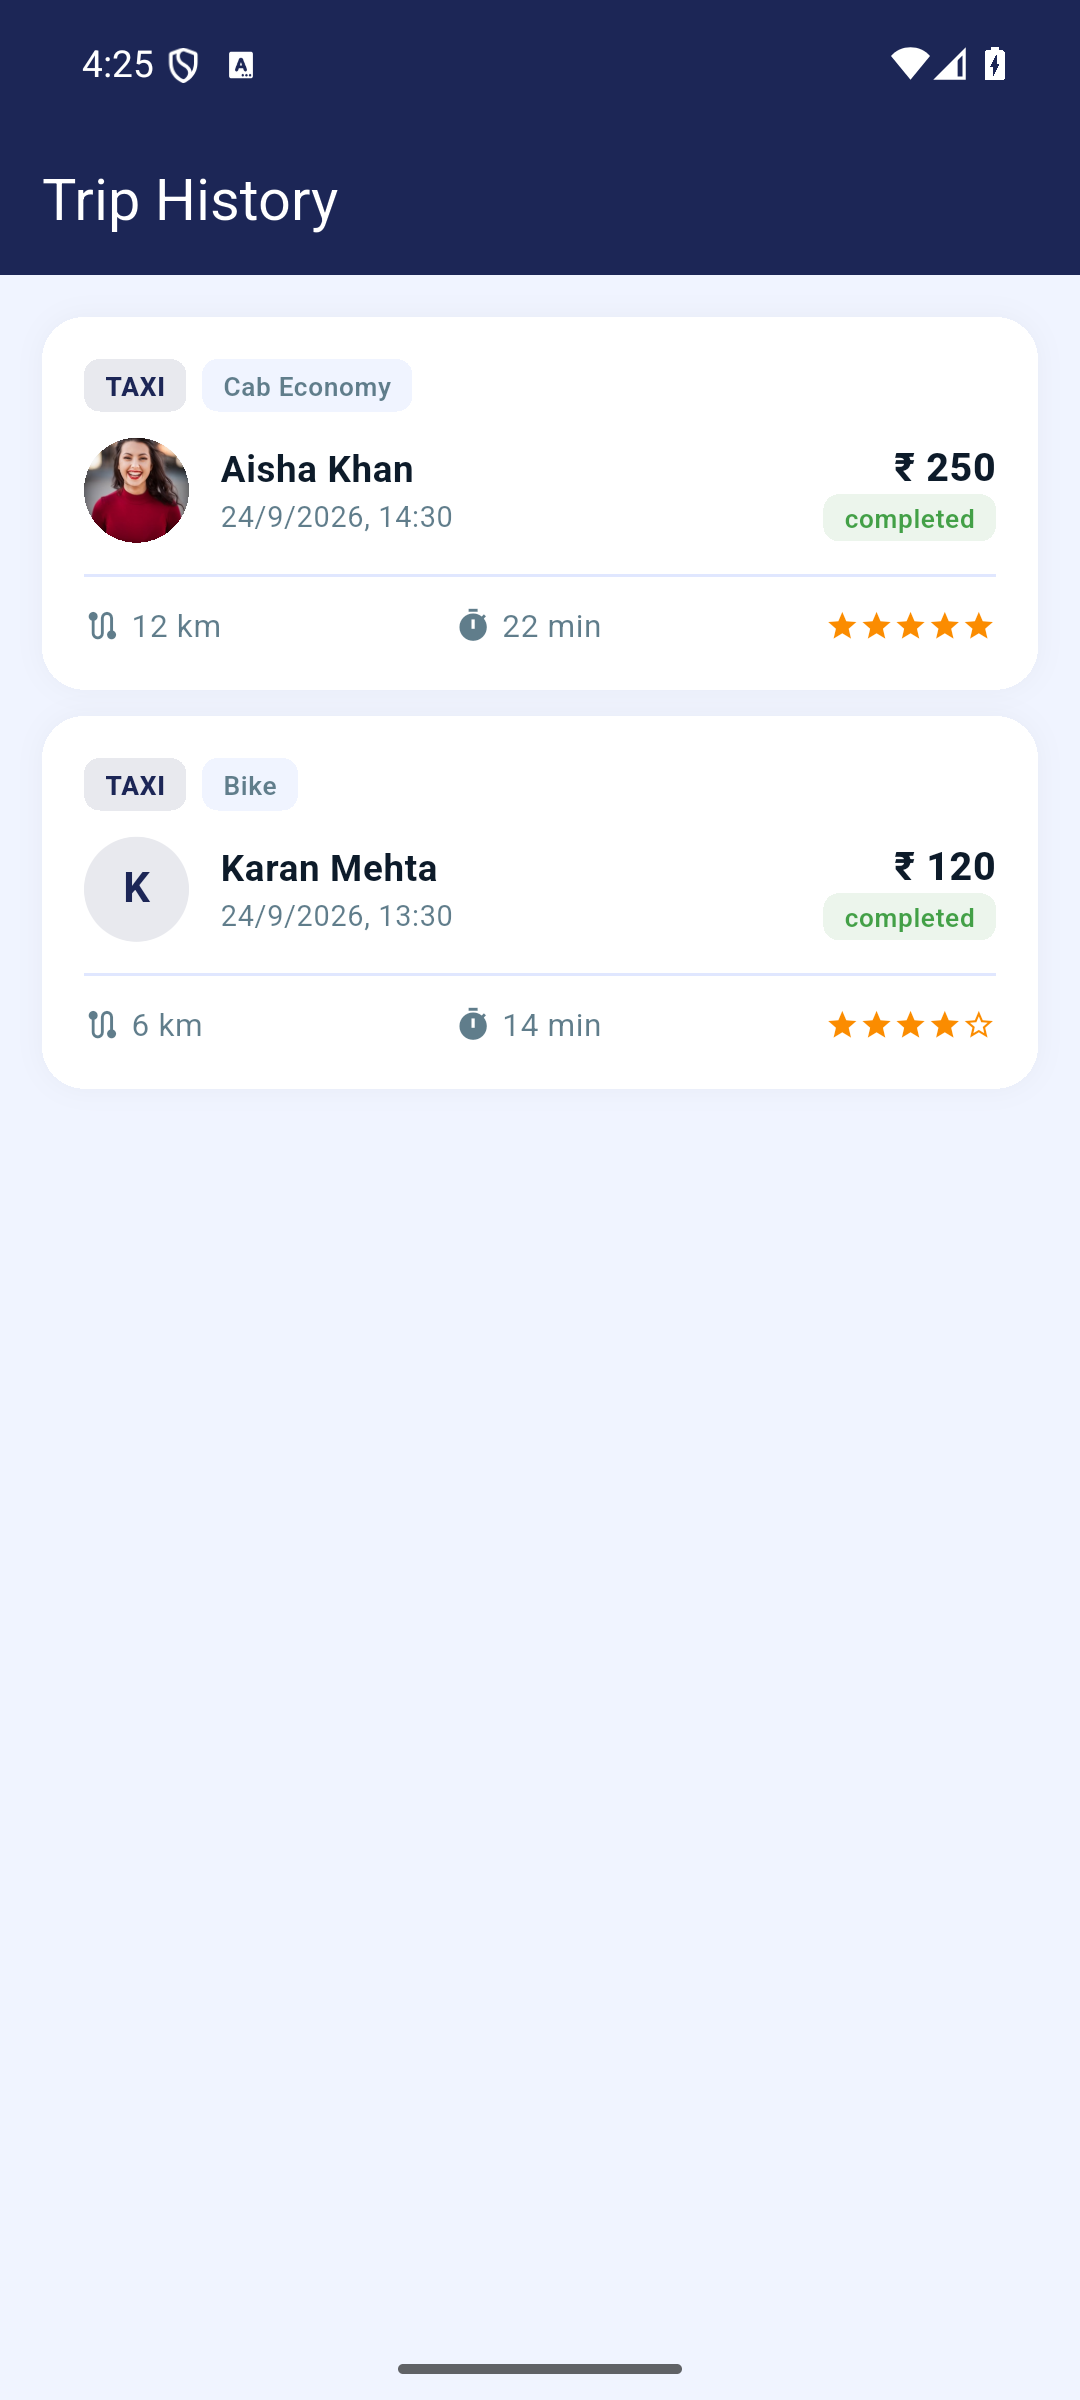 4:25
Trip History
TAXI Cab Economy
Aisha Khan
₹ 250
24/9/2026, 14:30
completed
12 km 22 min
TAXI Bike
K
Karan Mehta
₹ 120
24/9/2026, 13:30
completed
6 km 14 min